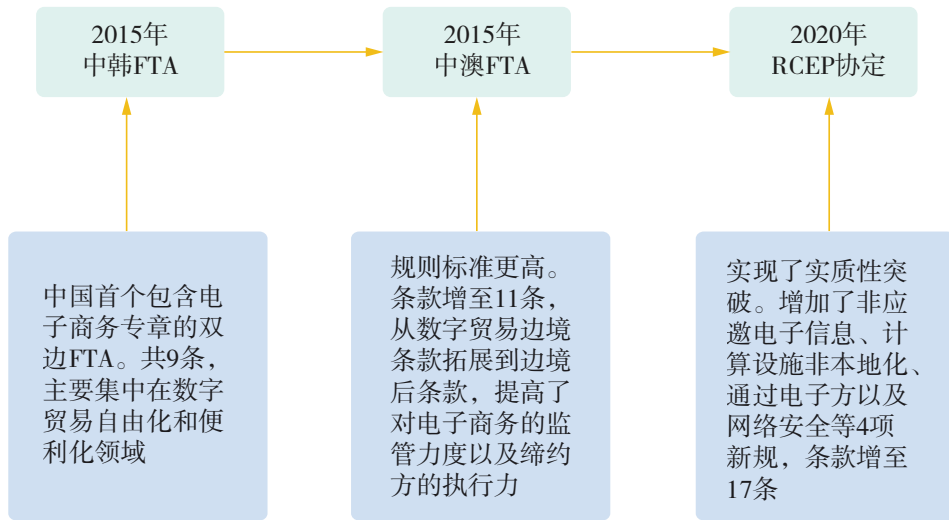 2015年
中韩FTA
2015年
中澳FTA
2020年
RCEP协定
中国首个包含电
子商务专章的双
边FTA。共9条，
主要集中在数字
贸易自由化和便
利化领域
规则标准更高。
条款增至11条，
从数字贸易边境
条款拓展到边境
后条款，提高了
对电子商务的监
管力度以及缔约
方的执行力
实现了实质性突
破。增加了非应
邀电子信息、计
算设施非本地化、
通过电子方以及
网络安全等4项
新规，条款增至
17条